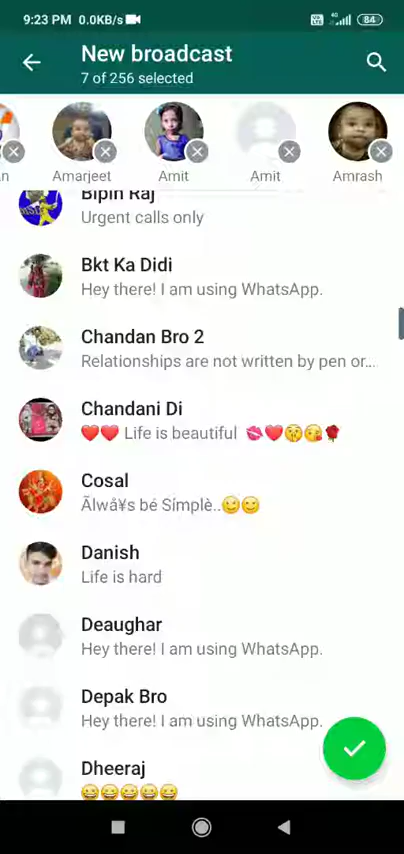 9:23 PM 0.0KB/s
4G
84
New broadcast
7 of 256 selected
n
Amarjeet
Amit
Amit
Amrash
Bipin Raj
Urgent calls only
Bkt Ka Didi
Hey there! I am using WhatsApp.
Chandan Bro 2
Relationships are not written by pen or...
Chandani Di
❤️❤️ Life is beautiful 💋❤️😚😘🌹
Cosal
Ãlwå¥s bé Símplè..😊😊
Danish
Life is hard
Deaughar
Hey there! I am using WhatsApp.
Depak Bro
Hey there! I am using WhatsApp.
Dheeraj
😀😀😀😀😀